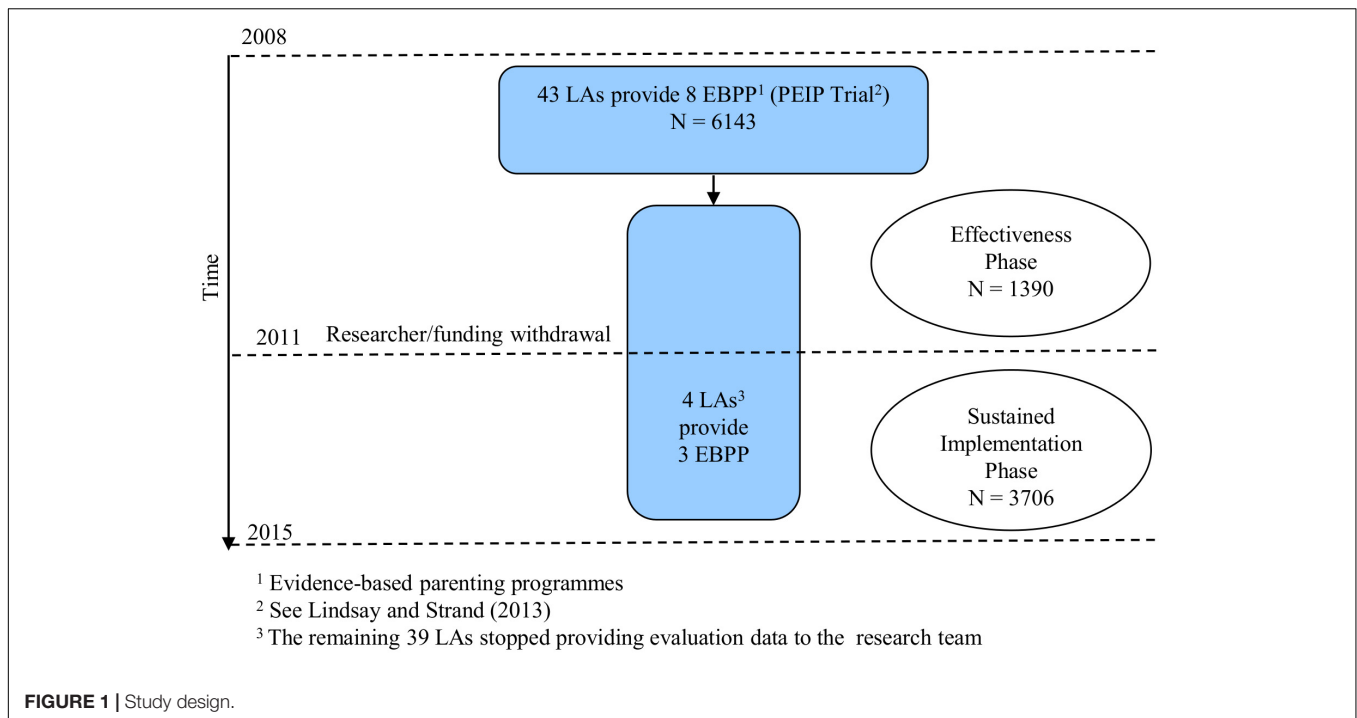 2008
43 LAs provide 8 EBPP¹ (PEIP Trial²)
N = 6143
Effectiveness
Phase
N = 1390
Time
2011
Researcher/funding withdrawal
4 LAs³
provide
3 EBPP
Sustained
Implementation
Phase
N = 3706
2015
¹ Evidence-based parenting programmes
² See Lindsay and Strand (2013)
³ The remaining 39 LAs stopped providing evaluation data to the research team
FIGURE 1 | Study design.